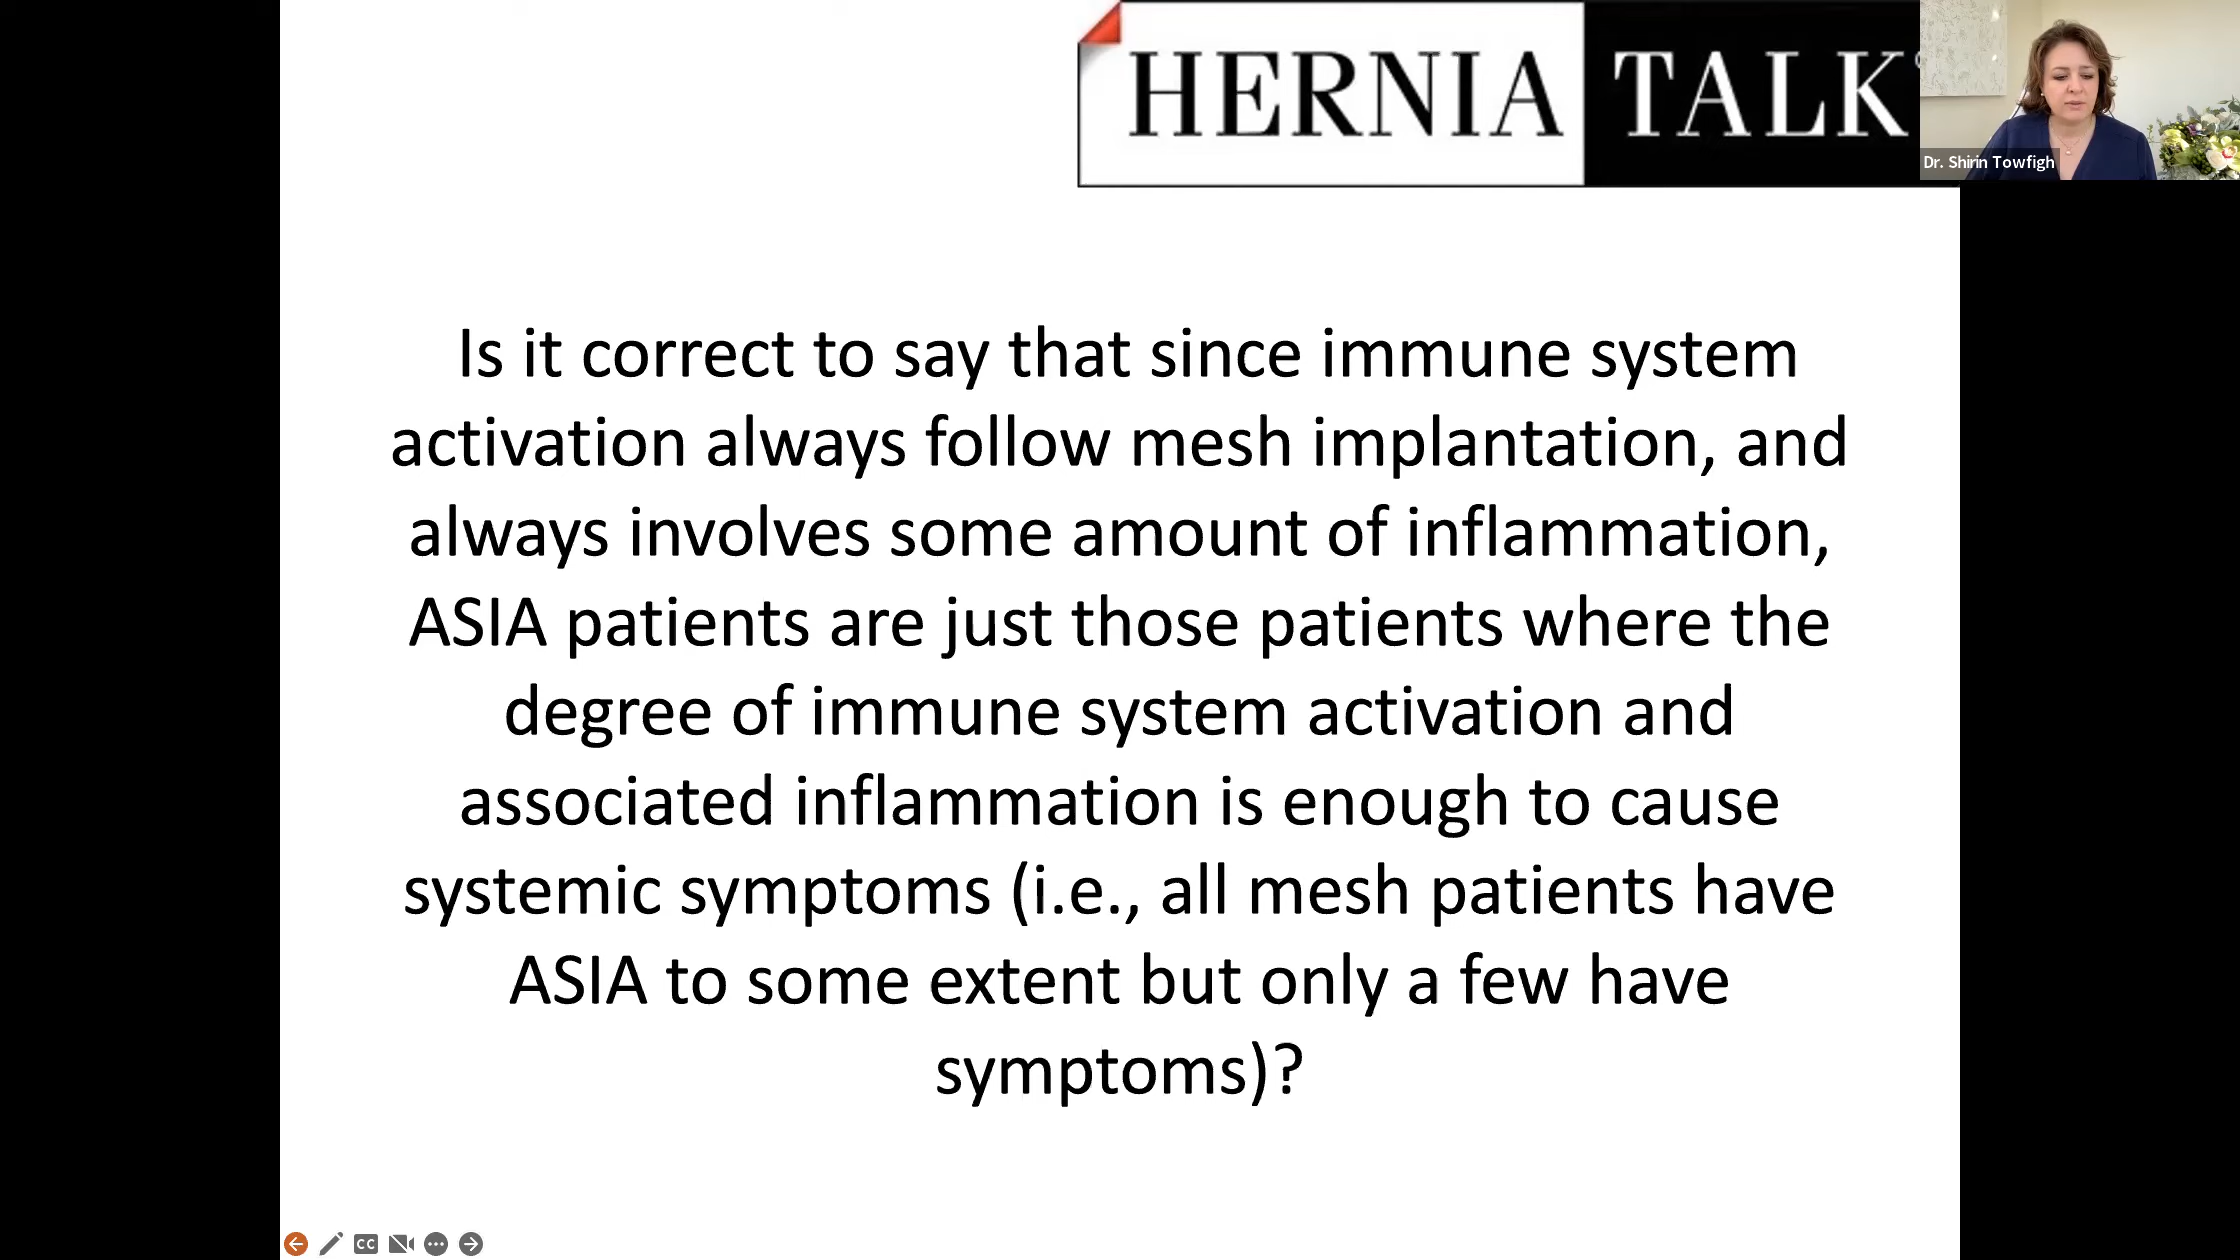 HERNIA TALK
Dr. Shirin Towfigh
Is it correct to say that since immune system
activation always follow mesh implantation, and
always involves some amount of inflammation,
ASIA patients are just those patients where the
degree of immune system activation and
associated inflammation is enough to cause
systemic symptoms (i.e., all mesh patients have
ASIA to some extent but only a few have
symptoms)?
CC